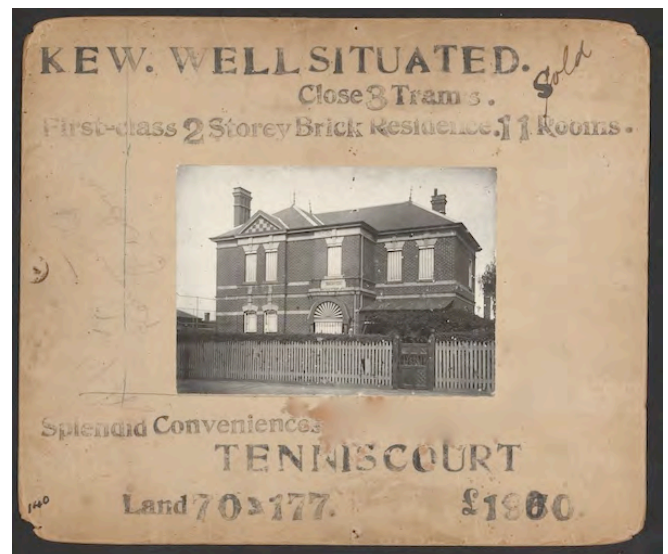 KEW. WELL SITUATED.
Sold
Close 3 Trams.
First-class 2 Storey Brick Residence. 11 Rooms.
Splendid Conveniences
TENNISCOURT
Land 70 x 177.
140